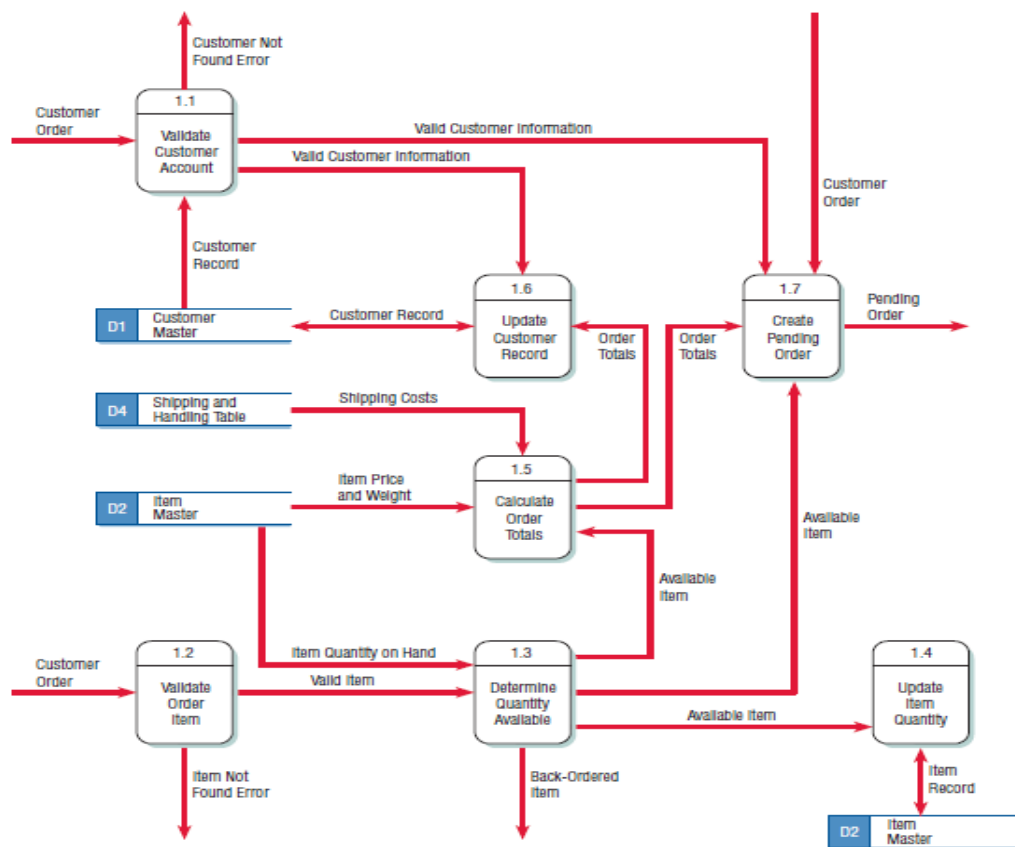 Customer Not
Found Error
1.1
Customer
Order
Validate
Customer
Account
Valid Customer Information
Valid Customer Information
Customer
Order
Customer
Record
1.6
1.7
D1
Customer
Master
Customer Record
Update
Customer
Record
Order
Totals
Order
Totals
Create
Pending
Order
Pending
Order
D4
Shipping and
Handling Table
Shipping Costs
1.5
D2
Item
Master
Item Price
and Weight
Calculate
Order
Totals
Available
Item
Available
Item
1.2
Item Quantity on Hand
1.3
1.4
Customer
Order
Validate
Order
Item
Valid Item
Determine
Quantity
Available
Available Item
Update
Item
Quantity
Item Not
Found Error
Back-Ordered
Item
Item
Record
D2
Item
Master